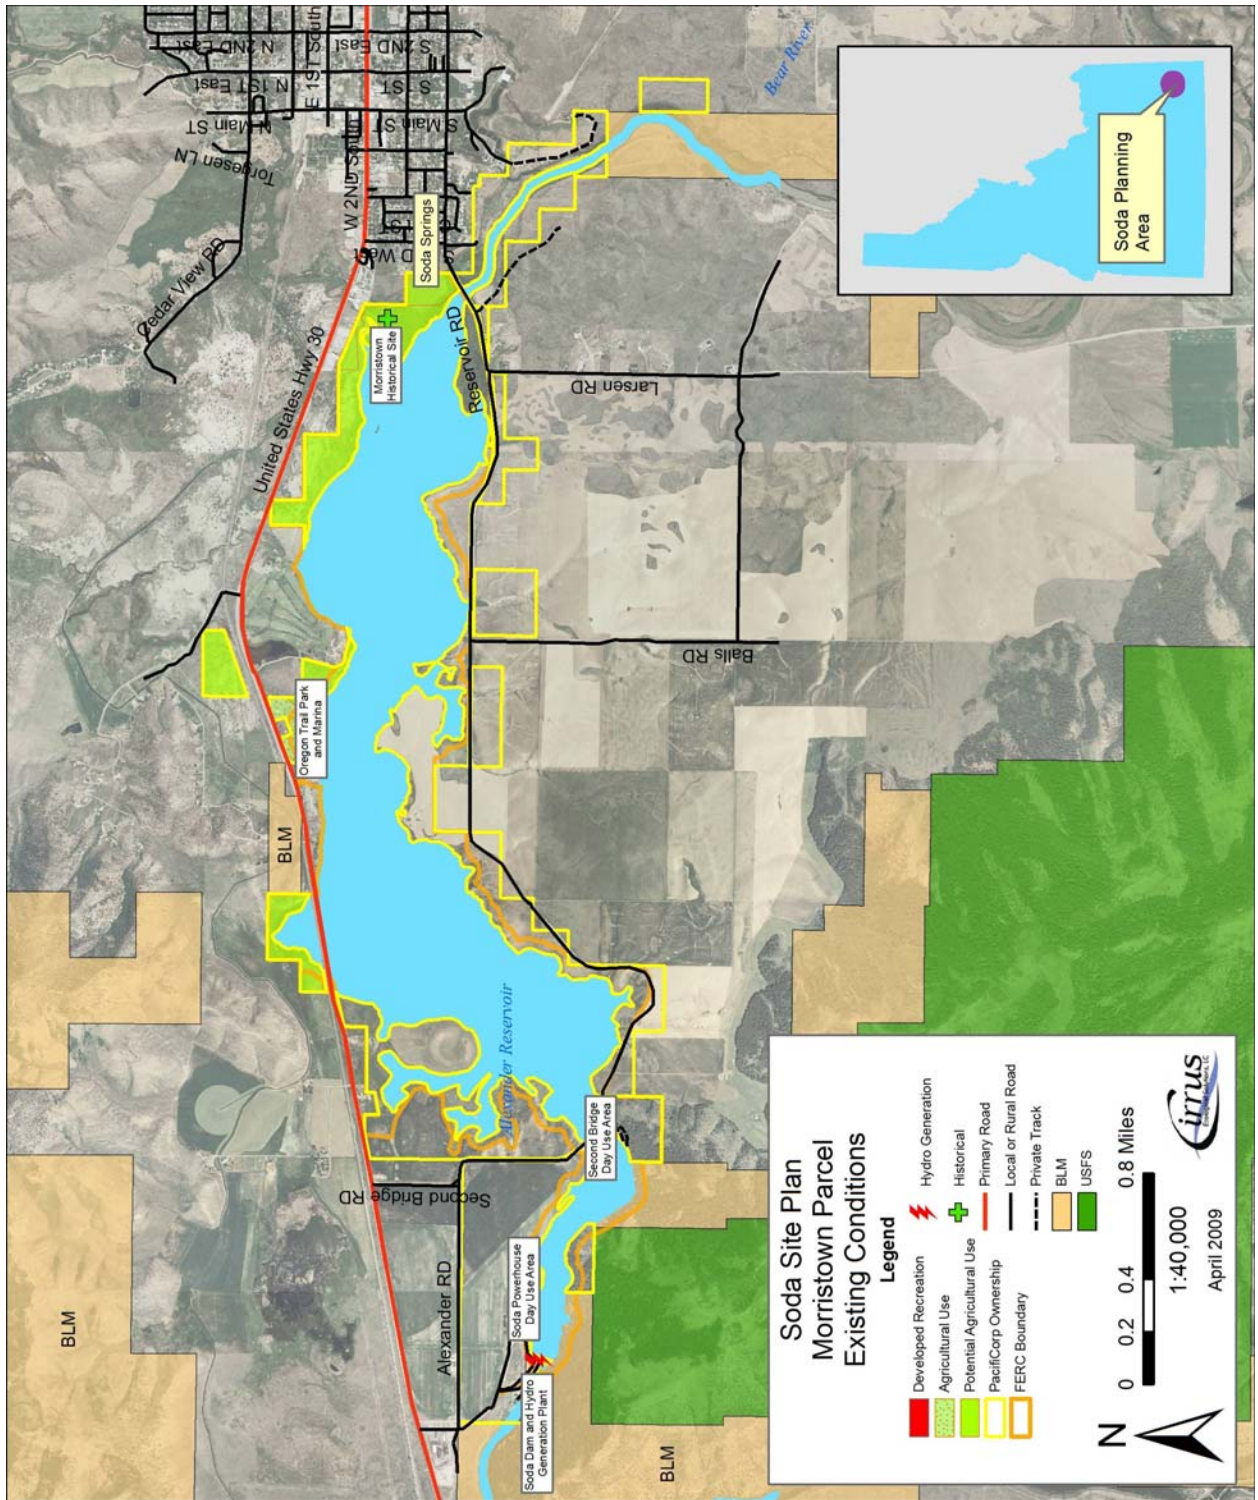 N 2ND East
S 2ND East
N 1ST East
E 1ST South
S 1ST
N Main ST
S Main ST
Torgesen LN
W 2ND South
D West
Cedar View RD
Soda Springs
Bear River
United States Hwy 30
Morristown
Historical Site
Reservoir RD
Larsen RD
Balls RD
Oregon Trail Park
and Marina
BLM
Alexander Reservoir
Second Bridge
Day Use Area
Second Bridge RD
Soda Powerhouse
Day Use Area
Alexander RD
Soda Dam and Hydro
Generation Plant
BLM
BLM
Soda Planning
Area
Soda Site Plan
Morristown Parcel
Existing Conditions
Legend
Developed Recreation
Agricultural Use
Potential Agricultural Use
PacifiCorp Ownership
FERC Boundary
Hydro Generation
Historical
Primary Road
Local or Rural Road
Private Track
BLM
USFS
N
0 0.2 0.4 0.8 Miles
1:40,000
April 2009
Cirrus